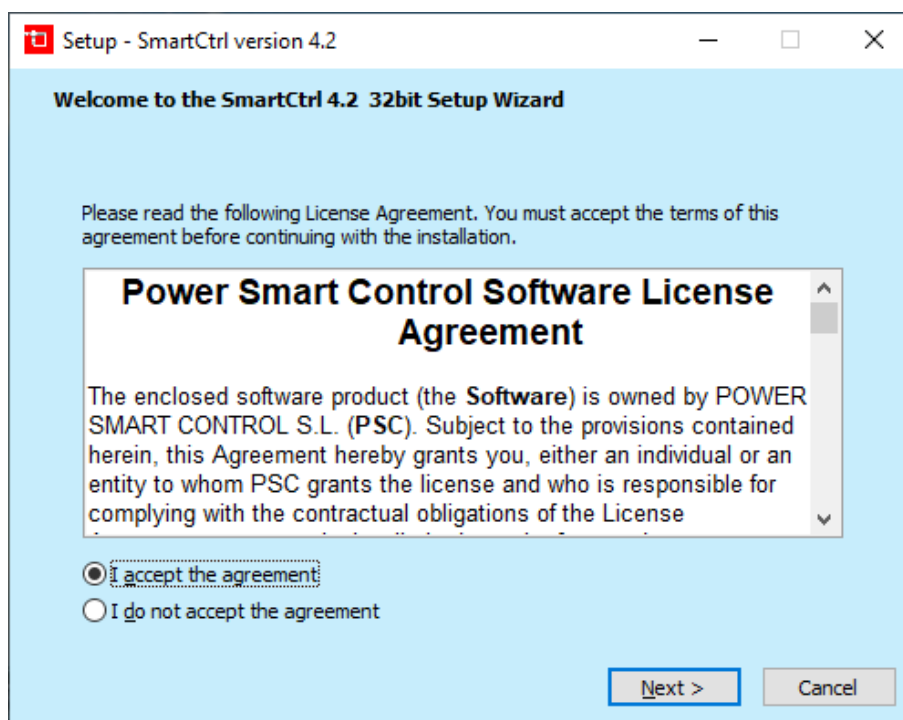 Setup - SmartCtrl version 4.2
Welcome to the SmartCtrl 4.2 32bit Setup Wizard
Please read the following License Agreement. You must accept the terms of this
agreement before continuing with the installation.
Power Smart Control Software License
Agreement
The enclosed software product (the Software) is owned by POWER
SMART CONTROL S.L. (PSC). Subject to the provisions contained
herein, this Agreement hereby grants you, either an individual or an
entity to whom PSC grants the license and who is responsible for
complying with the contractual obligations of the License
I accept the agreement
I do not accept the agreement
Next >
Cancel